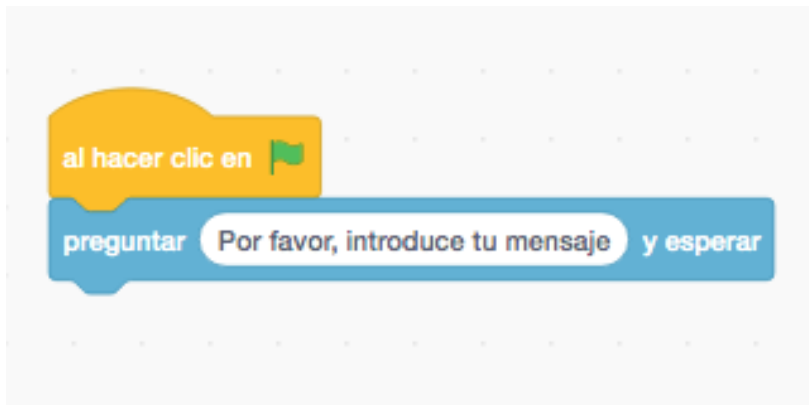 al hacer clic en
preguntar Por favor, introduce tu mensaje y esperar